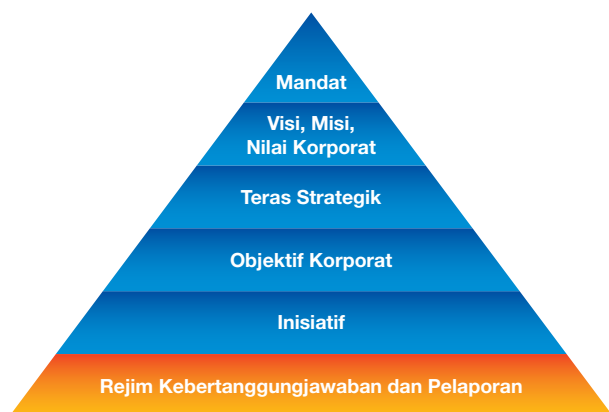 Mandat
Visi, Misi,
Nilai Korporat
Teras Strategik
Objektif Korporat
Inisiatif
Rejim Kebertanggungjawaban dan Pelaporan